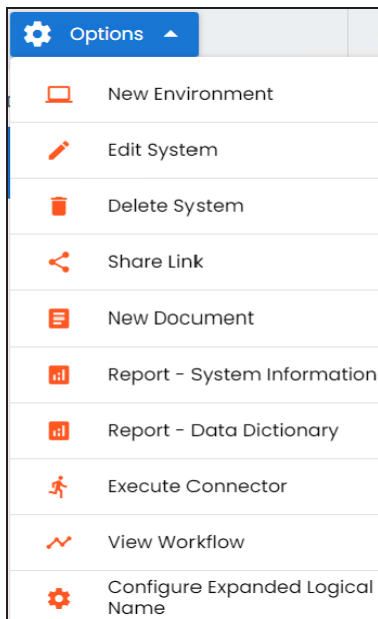 Options
New Environment
Edit System
Delete System
Share Link
New Document
Report - System Information
Report - Data Dictionary
Execute Connector
View Workflow
Configure Expanded Logical
Name